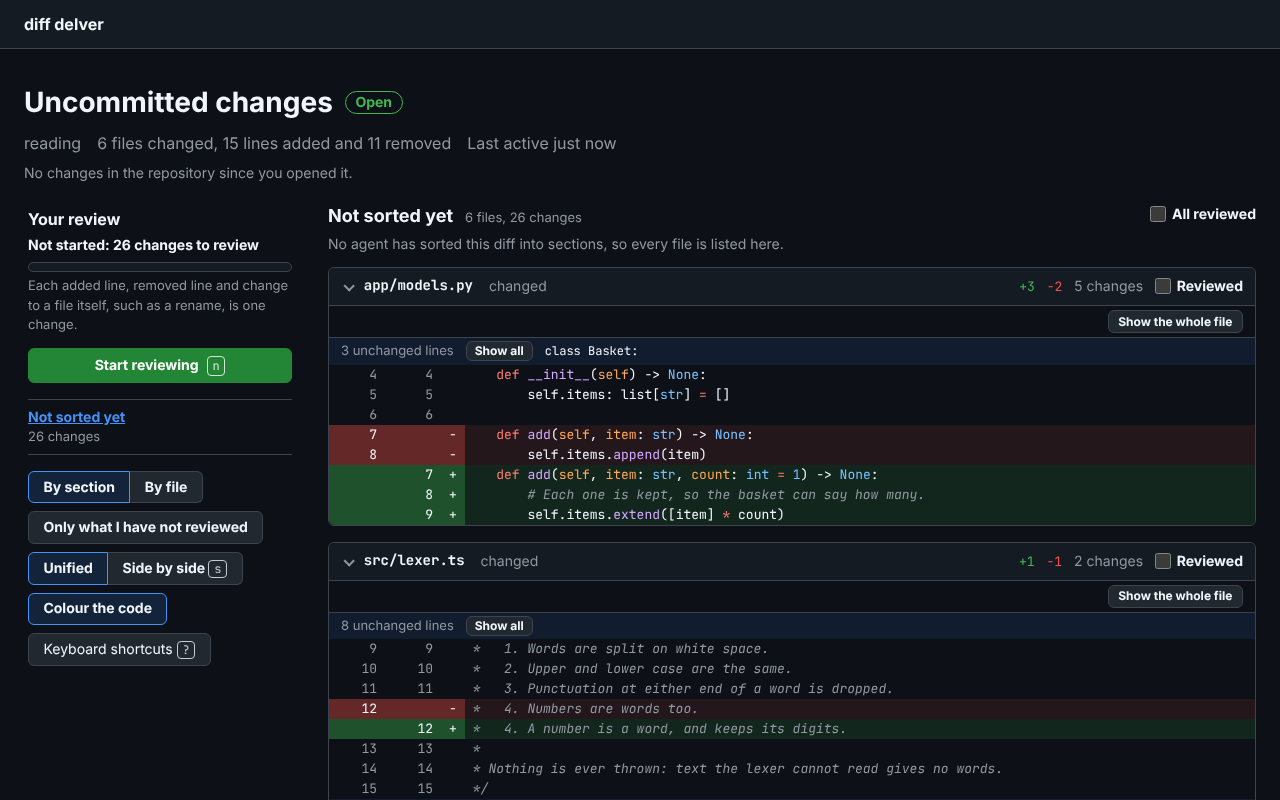 diff delver
Uncommitted changes Open
reading 6 files changed, 15 lines added and 11 removed Last active just now
No changes in the repository since you opened it.
Your review
Not started: 26 changes to review
Each added line, removed line and change
to a file itself, such as a rename, is one
change.
Start reviewing n
Not sorted yet
26 changes
By section By file
Only what I have not reviewed
Unified Side by side s
Colour the code
Keyboard shortcuts ?
Not sorted yet 6 files, 26 changes All reviewed
No agent has sorted this diff into sections, so every file is listed here.
app/models.py changed +3 -2 5 changes Reviewed
Show the whole file
3 unchanged lines Show all class Basket:
4 4 def __init__(self) -> None:
5 5 self.items: list[str] = []
6 6
7 - def add(self, item: str) -> None:
8 - self.items.append(item)
7 + def add(self, item: str, count: int = 1) -> None:
8 + # Each one is kept, so the basket can say how many.
9 + self.items.extend([item] * count)
src/lexer.ts changed +1 -1 2 changes Reviewed
Show the whole file
8 unchanged lines Show all
9 9 * 1. Words are split on white space.
10 10 * 2. Upper and lower case are the same.
11 11 * 3. Punctuation at either end of a word is dropped.
12 - * 4. Numbers are words too.
12 + * 4. A number is a word, and keeps its digits.
13 13 *
14 14 * Nothing is ever thrown: text the lexer cannot read gives no words.
15 15 */